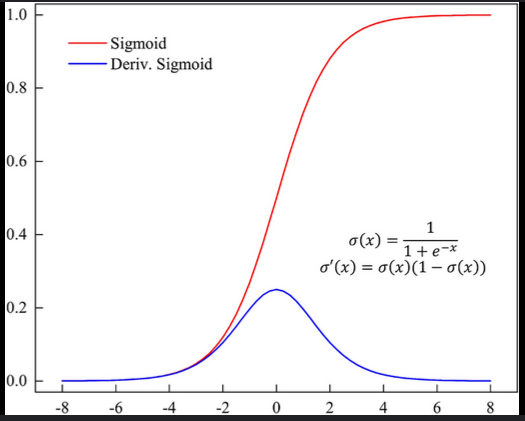 1.0
Sigmoid
Deriv. Sigmoid
0.8
0.6
0.4
σ(x) = 1 / 1 + e^{-x}
σ′(x) = σ(x)(1 − σ(x))
0.2
0.0
-8 -6 -4 -2 0 2 4 6 8